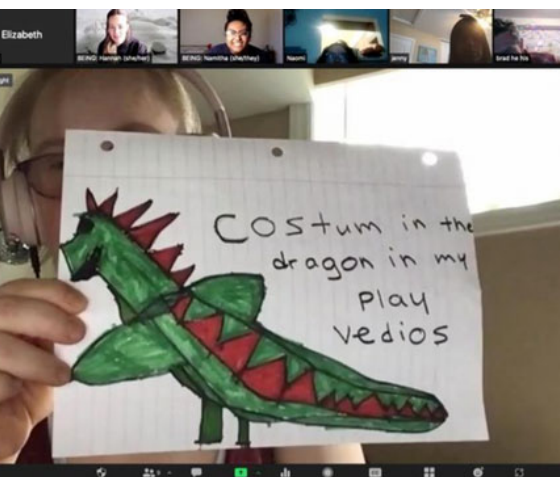 Elizabeth
BEING: Hannah (she/her)
BEING: Namitha (she/they)
Naomi
jenny
brad he his
Costum in the
dragon in my
play
vedios